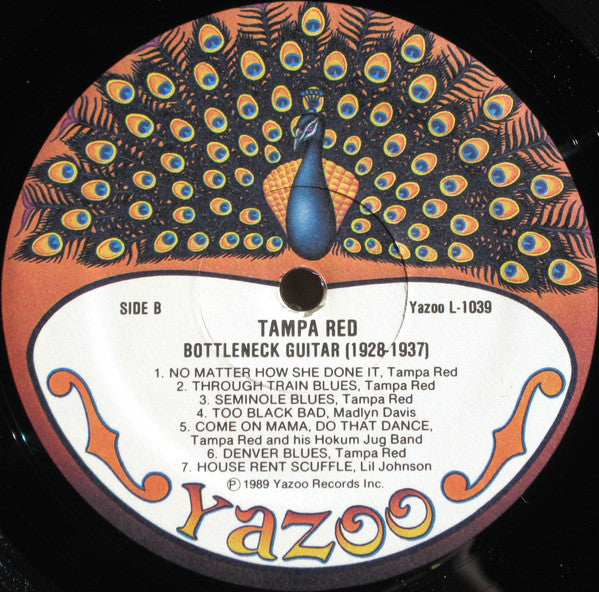 SIDE B
Yazoo L-1039
TAMPA RED
BOTTLENECK GUITAR (1928-1937)
1. NO MATTER HOW SHE DONE IT, Tampa Red
2. THROUGH TRAIN BLUES, Tampa Red
3. SEMINOLE BLUES, Tampa Red
4. TOO BLACK BAD, Madlyn Davis
5. COME ON MAMA, DO THAT DANCE,
Tampa Red and his Hokum Jug Band
6. DENVER BLUES, Tampa Red
7. HOUSE RENT SCUFFLE, Lil Johnson
℗ 1989 Yazoo Records Inc.
Yazoo